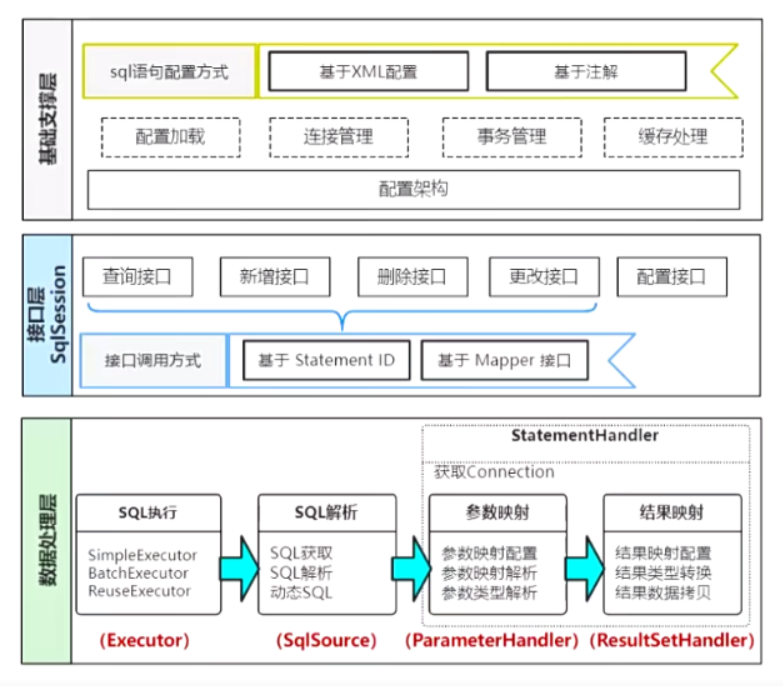 基础支撑层
sql语句配置方式
基于XML配置
基于注解
配置加载
连接管理
事务管理
缓存处理
配置架构
接口层
SqlSession
查询接口
新增接口
删除接口
更改接口
配置接口
接口调用方式
基于 Statement ID
基于 Mapper 接口
数据处理层
StatementHandler
获取Connection
SQL执行
SimpleExecutor
BatchExecutor
ReuseExecutor
(Executor)
SQL解析
SQL获取
SQL解析
动态SQL
(SqlSource)
参数映射
参数映射配置
参数映射解析
参数类型解析
(ParameterHandler)
结果映射
结果映射配置
结果类型转换
结果数据拷贝
(ResultSetHandler)